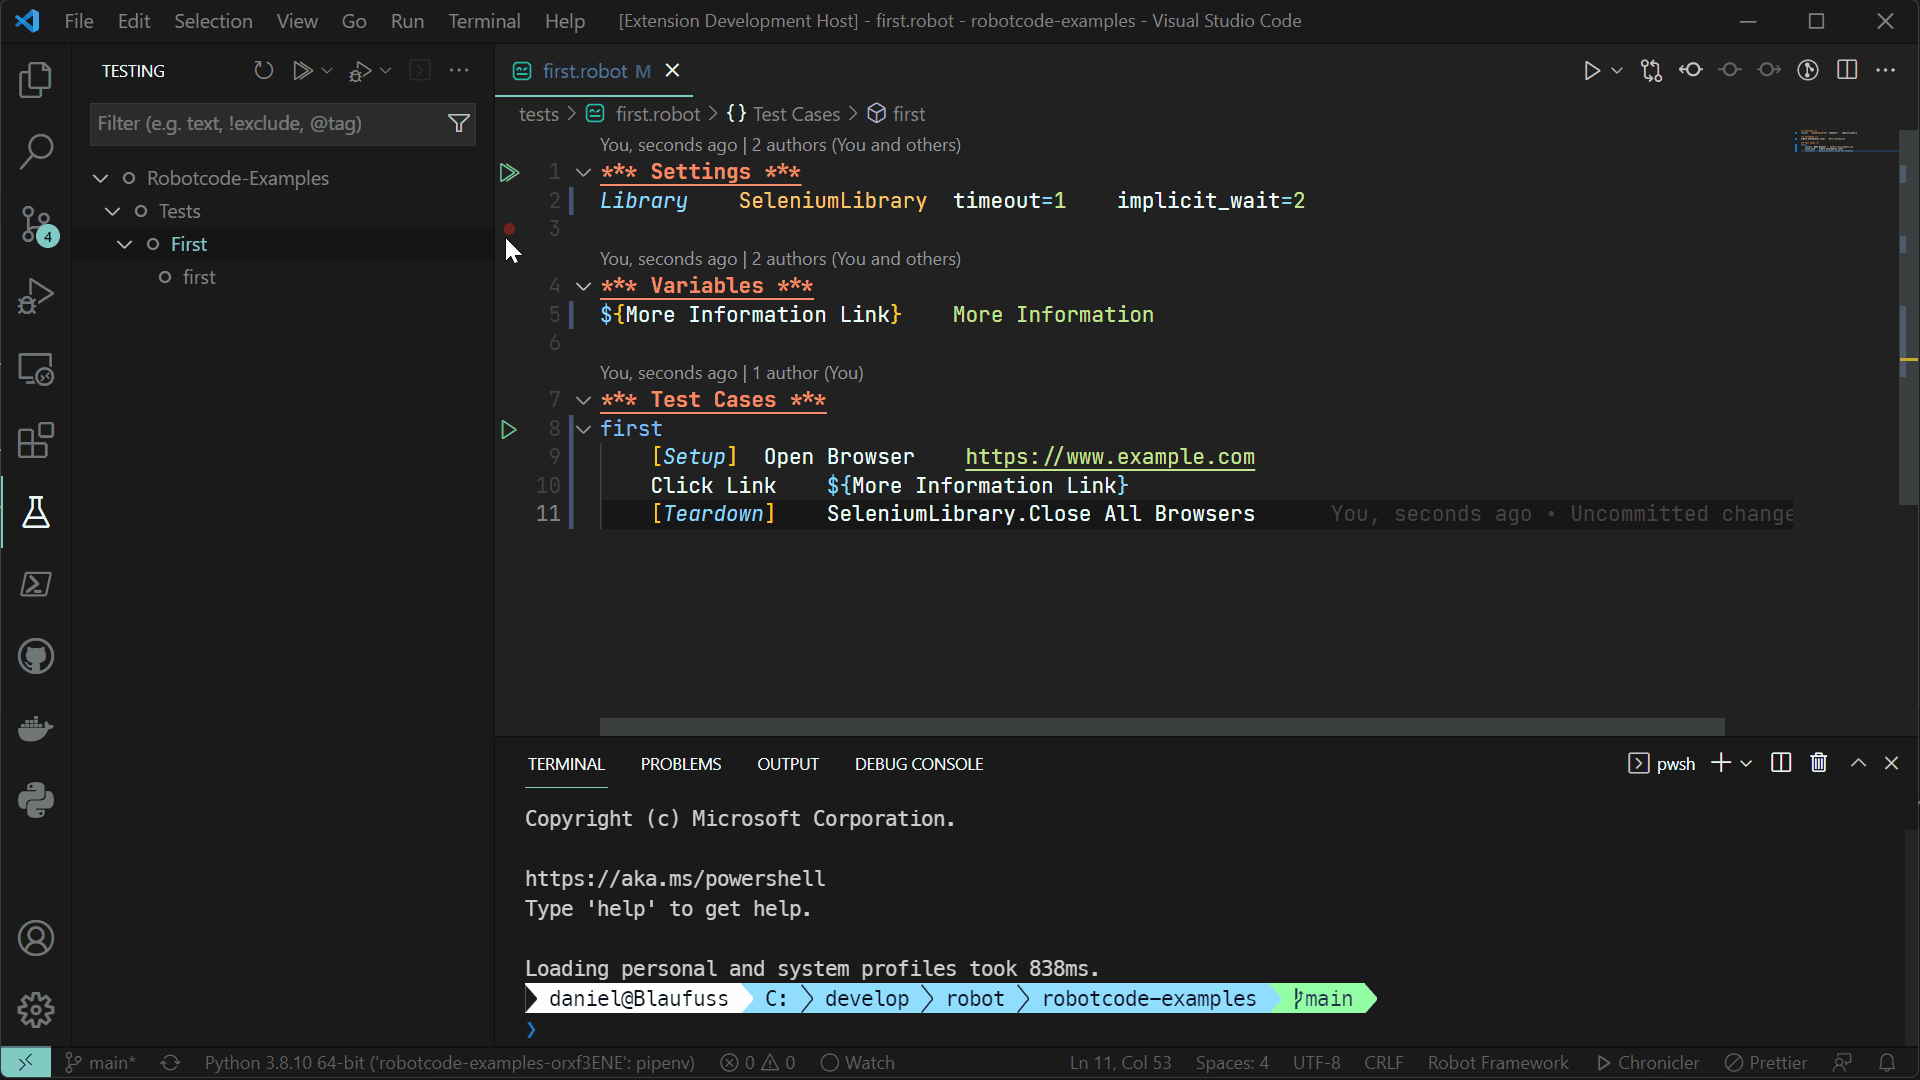 File Edit Selection View Go Run Terminal Help [Extension Development Host] - first.robot - robotcode-examples - Visual Studio Code
TESTING
Filter (e.g. text, !exclude, @tag)
Robotcode-Examples
Tests
First
first
4
first.robot M
tests > first.robot > {} Test Cases > first
You, seconds ago | 2 authors (You and others)
1 *** Settings ***
2 Library SeleniumLibrary timeout=1 implicit_wait=2
3
You, seconds ago | 2 authors (You and others)
4 *** Variables ***
5 ${More Information Link} More Information
6
You, seconds ago | 1 author (You)
7 *** Test Cases ***
8 first
9 [Setup] Open Browser https://www.example.com
10 Click Link ${More Information Link}
11 [Teardown] SeleniumLibrary.Close All Browsers You, seconds ago • Uncommitted change
TERMINAL PROBLEMS OUTPUT DEBUG CONSOLE pwsh
Copyright (c) Microsoft Corporation.
https://aka.ms/powershell
Type 'help' to get help.
Loading personal and system profiles took 838ms.
daniel@Blaufuss C: develop robot robotcode-examples main
❯
main* Python 3.8.10 64-bit ('robotcode-examples-orxf3ENE': pipenv) 0 0 Watch Ln 11, Col 53 Spaces: 4 UTF-8 CRLF Robot Framework Chronicler Prettier